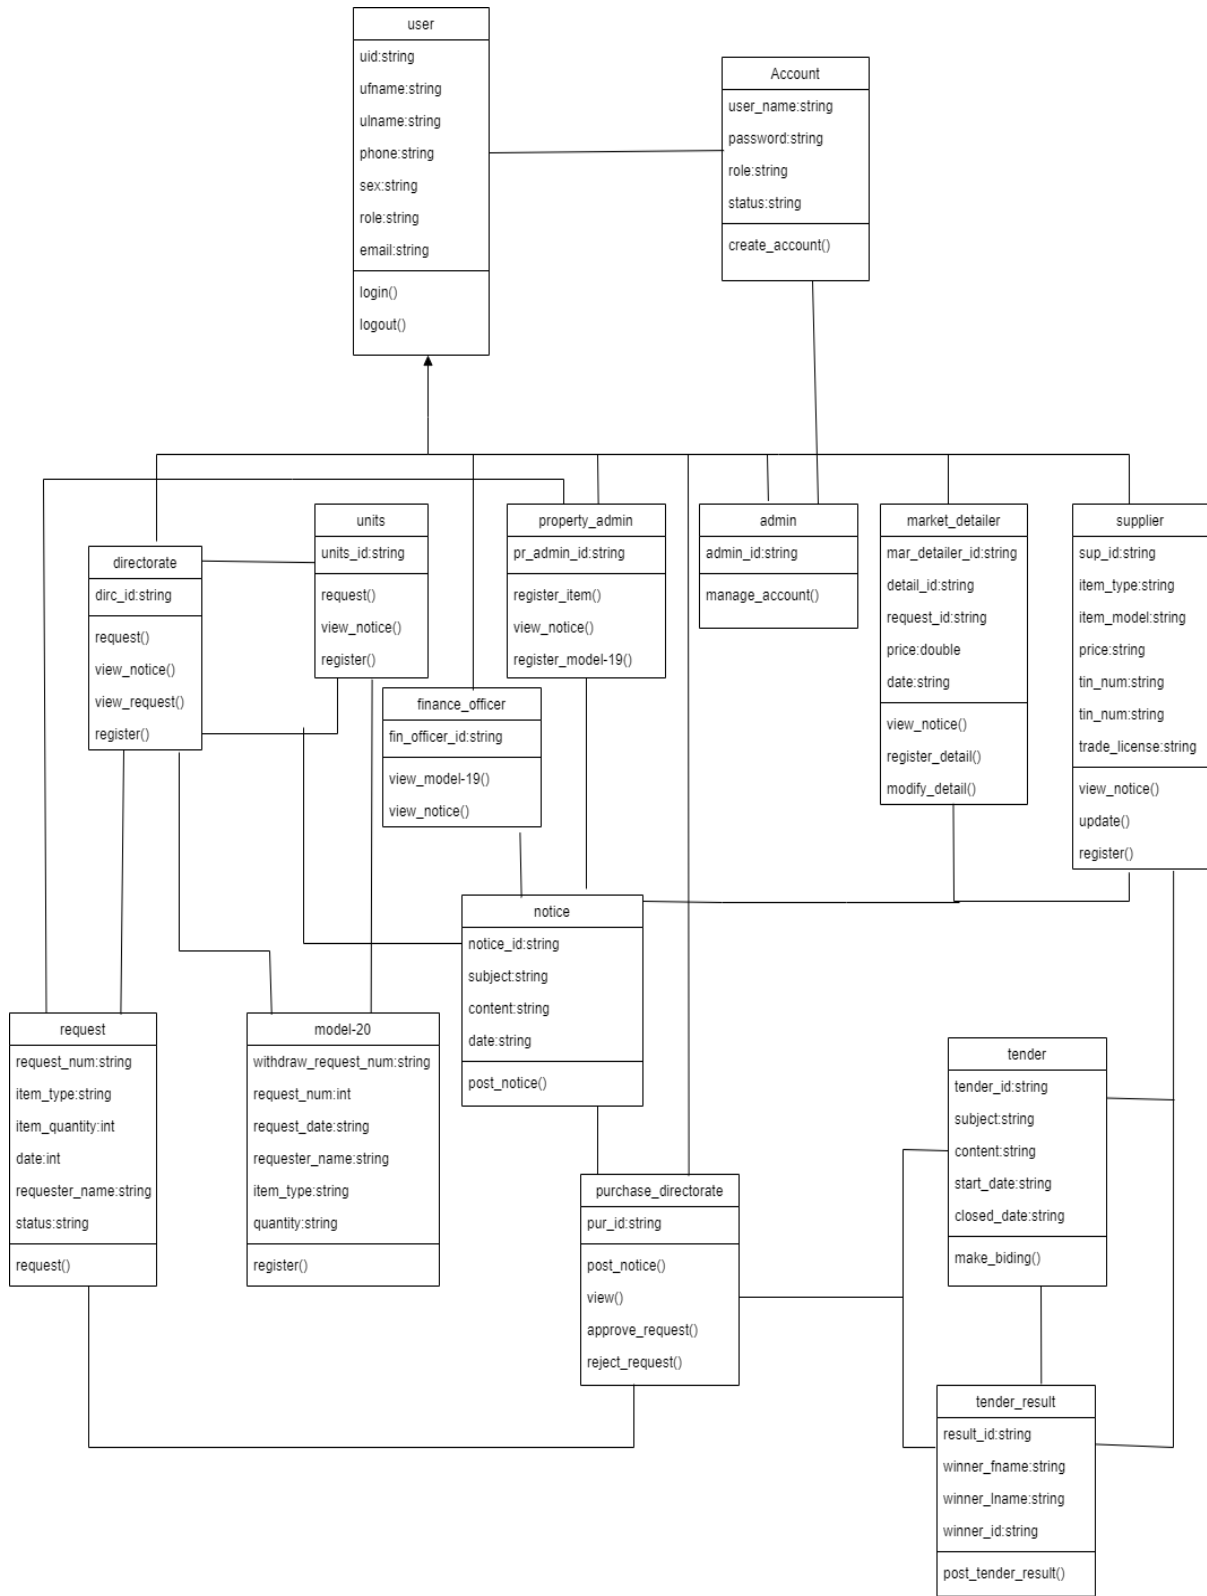 user
uid:string
ufname:string
ulname:string
phone:string
sex:string
role:string
email:string
login()
logout()
Account
user_name:string
password:string
role:string
status:string
create_account()
directorate
dirc_id:string
request()
view_notice()
view_request()
register()
units
units_id:string
request()
view_notice()
register()
property_admin
pr_admin_id:string
register_item()
view_notice()
register_model-19()
admin
admin_id:string
manage_account()
market_detailer
mar_detailer_id:string
detail_id:string
request_id:string
price:double
date:string
view_notice()
register_detail()
modify_detail()
supplier
sup_id:string
item_type:string
item_model:string
price:string
tin_num:string
tin_num:string
trade_license:string
view_notice()
update()
register()
finance_officer
fin_officer_id:string
view_model-19()
view_notice()
notice
notice_id:string
subject:string
content:string
date:string
post_notice()
request
request_num:string
item_type:string
item_quantity:int
date:int
requester_name:string
status:string
request()
model-20
withdraw_request_num:string
request_num:int
request_date:string
requester_name:string
item_type:string
quantity:string
register()
purchase_directorate
pur_id:string
post_notice()
view()
approve_request()
reject_request()
tender
tender_id:string
subject:string
content:string
start_date:string
closed_date:string
make_biding()
tender_result
result_id:string
winner_fname:string
winner_lname:string
winner_id:string
post_tender_result()